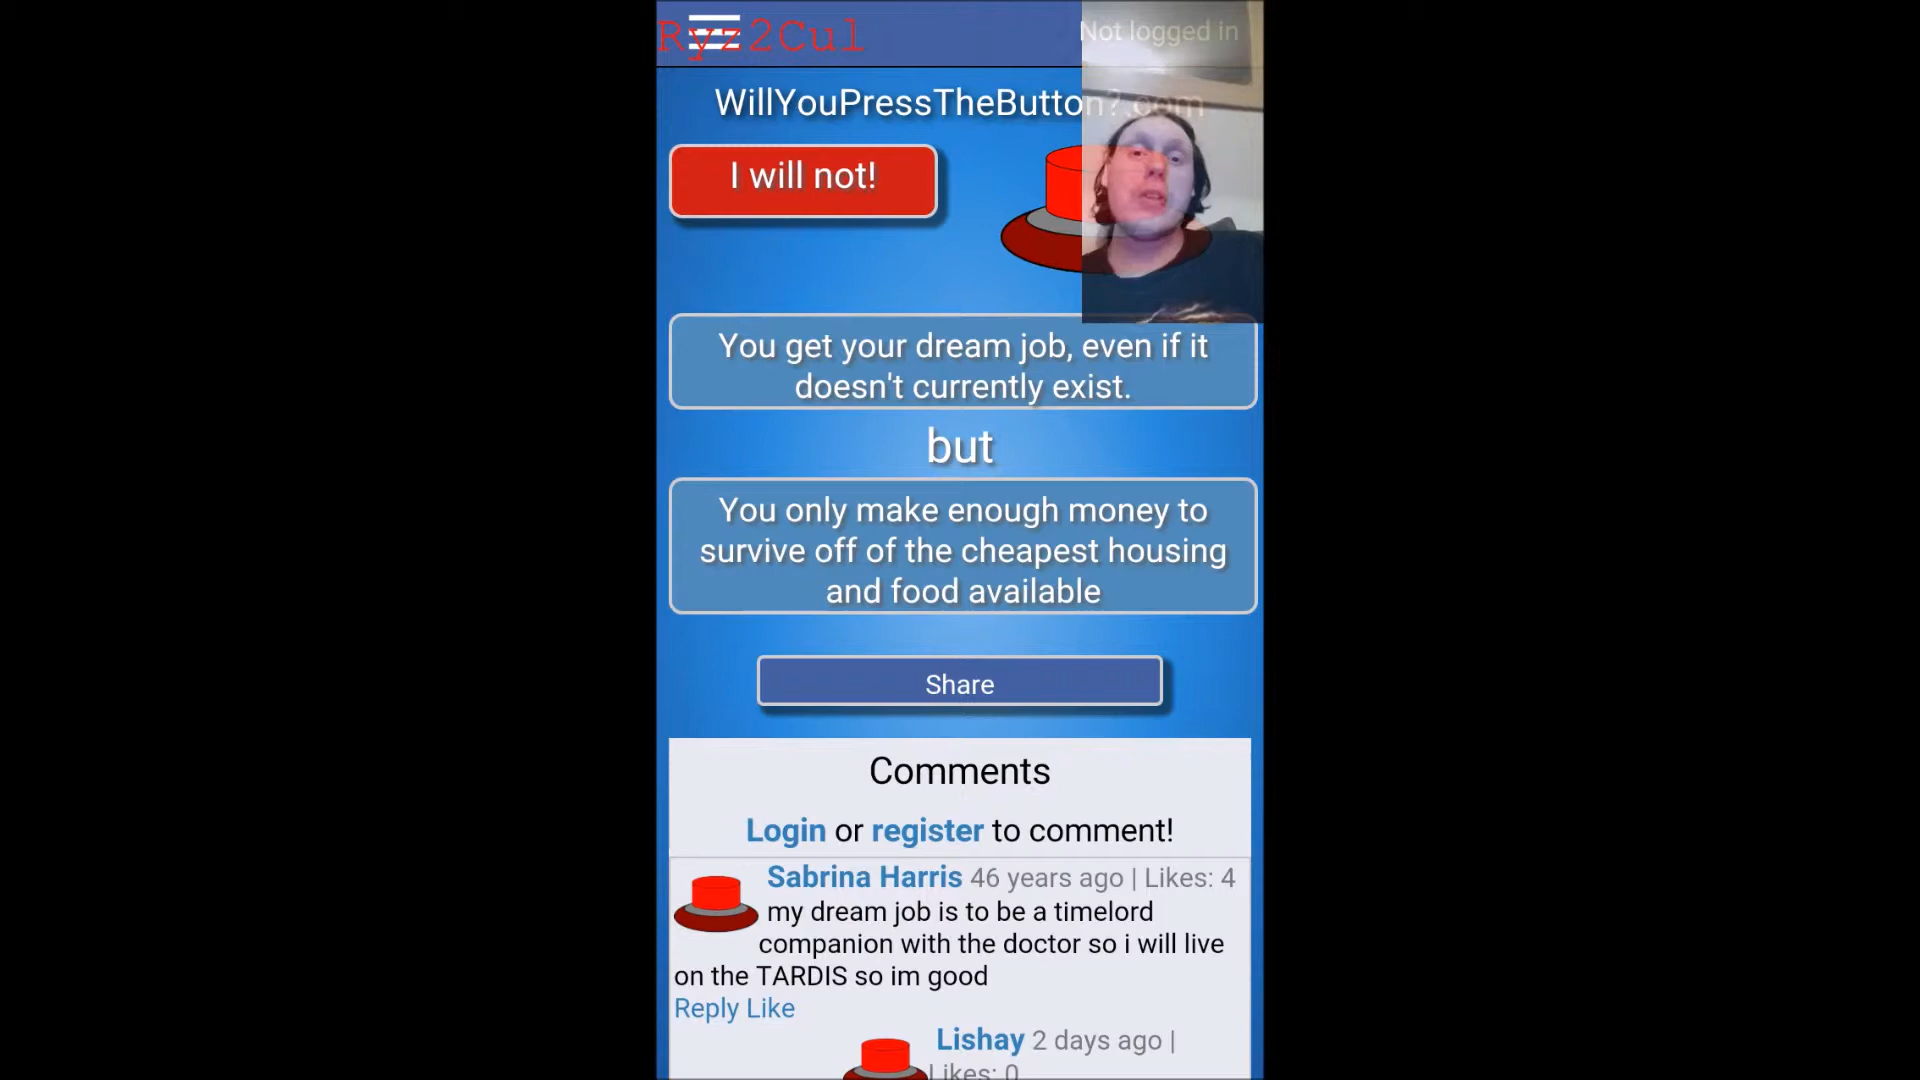 Ryz2Cul
Not logged in
WillYouPressTheButton?.com
I will not!
You get your dream job, even if it
doesn't currently exist.
but
You only make enough money to
survive off of the cheapest housing
and food available
Share
Comments
Login or register to comment!
Sabrina Harris 46 years ago | Likes: 4
my dream job is to be a timelord
companion with the doctor so i will live
on the TARDIS so im good
Reply Like
Lishay 2 days ago |
Likes: 0